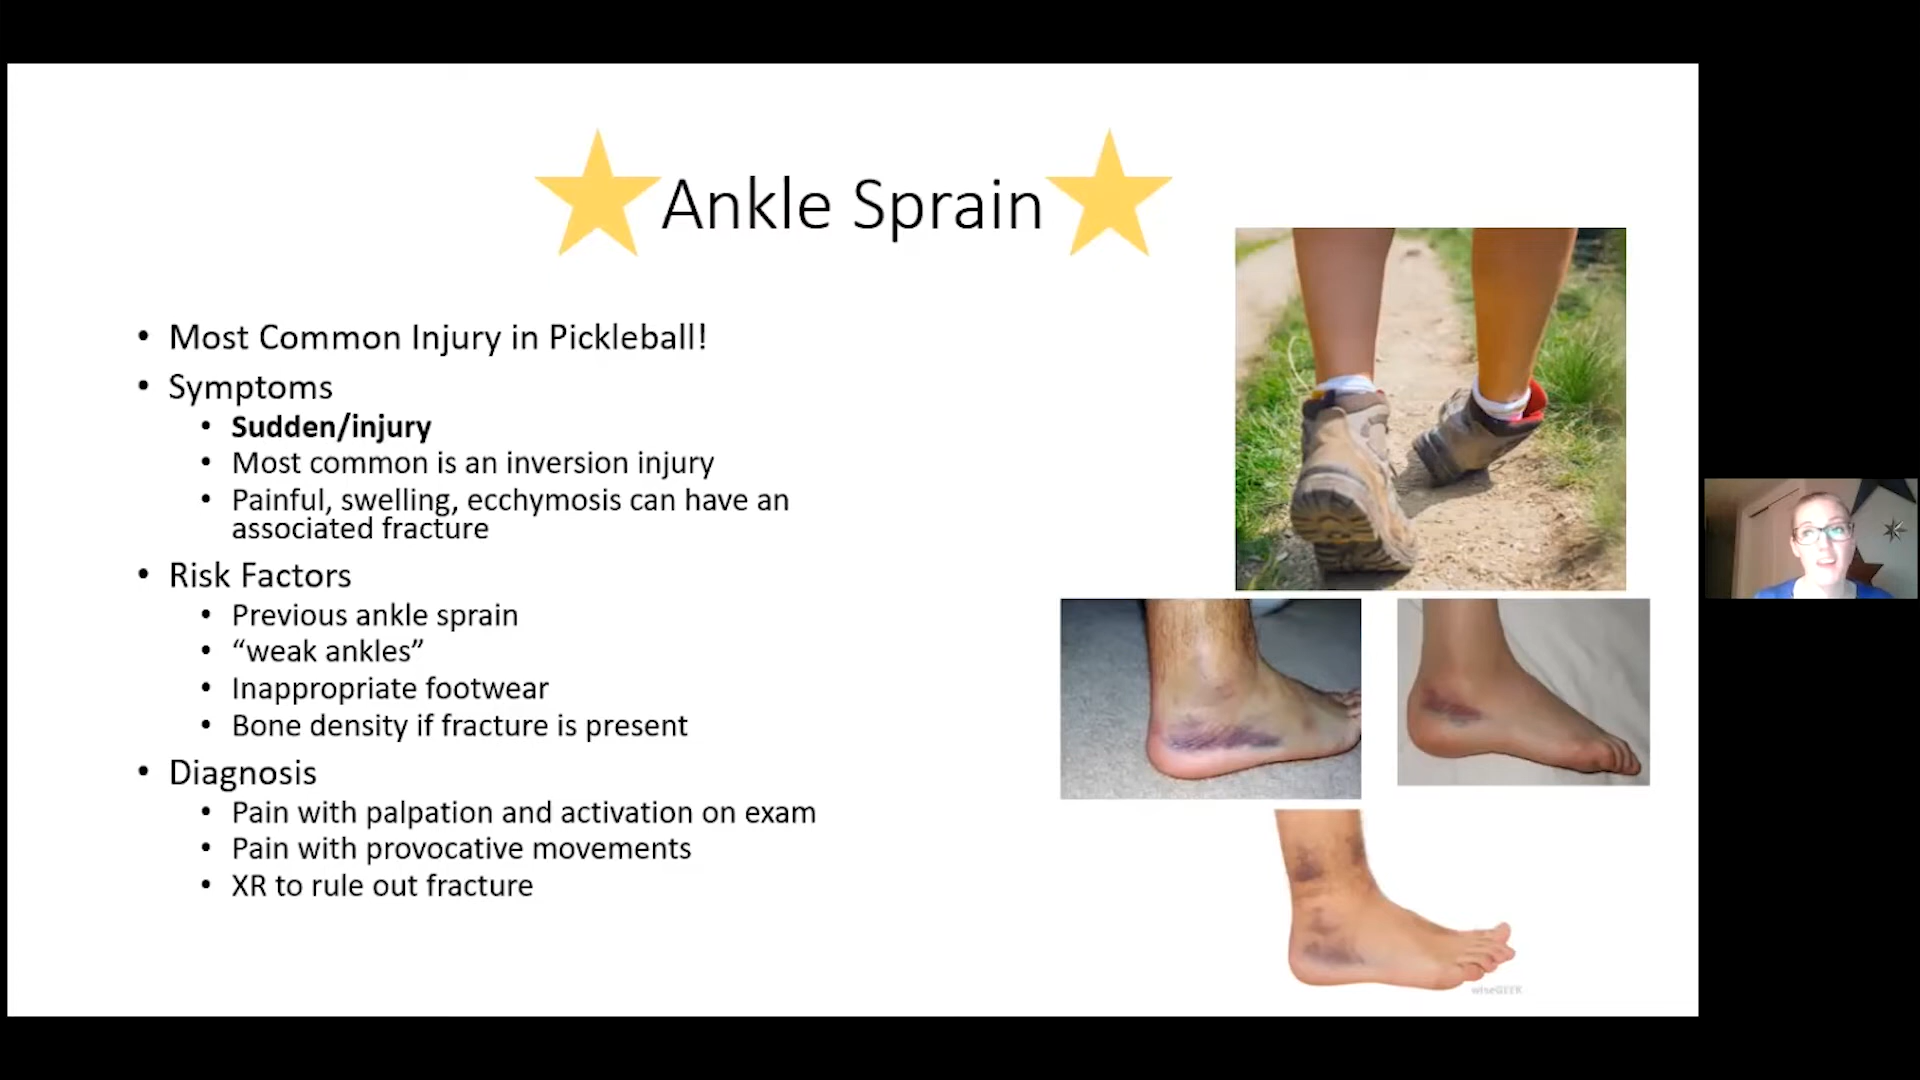 Ankle Sprain
• Most Common Injury in Pickleball!
• Symptoms
• Sudden/injury
• Most common is an inversion injury
• Painful, swelling, ecchymosis can have an
associated fracture
• Risk Factors
• Previous ankle sprain
• “weak ankles”
• Inappropriate footwear
• Bone density if fracture is present
• Diagnosis
• Pain with palpation and activation on exam
• Pain with provocative movements
• XR to rule out fracture
wiseGEEK